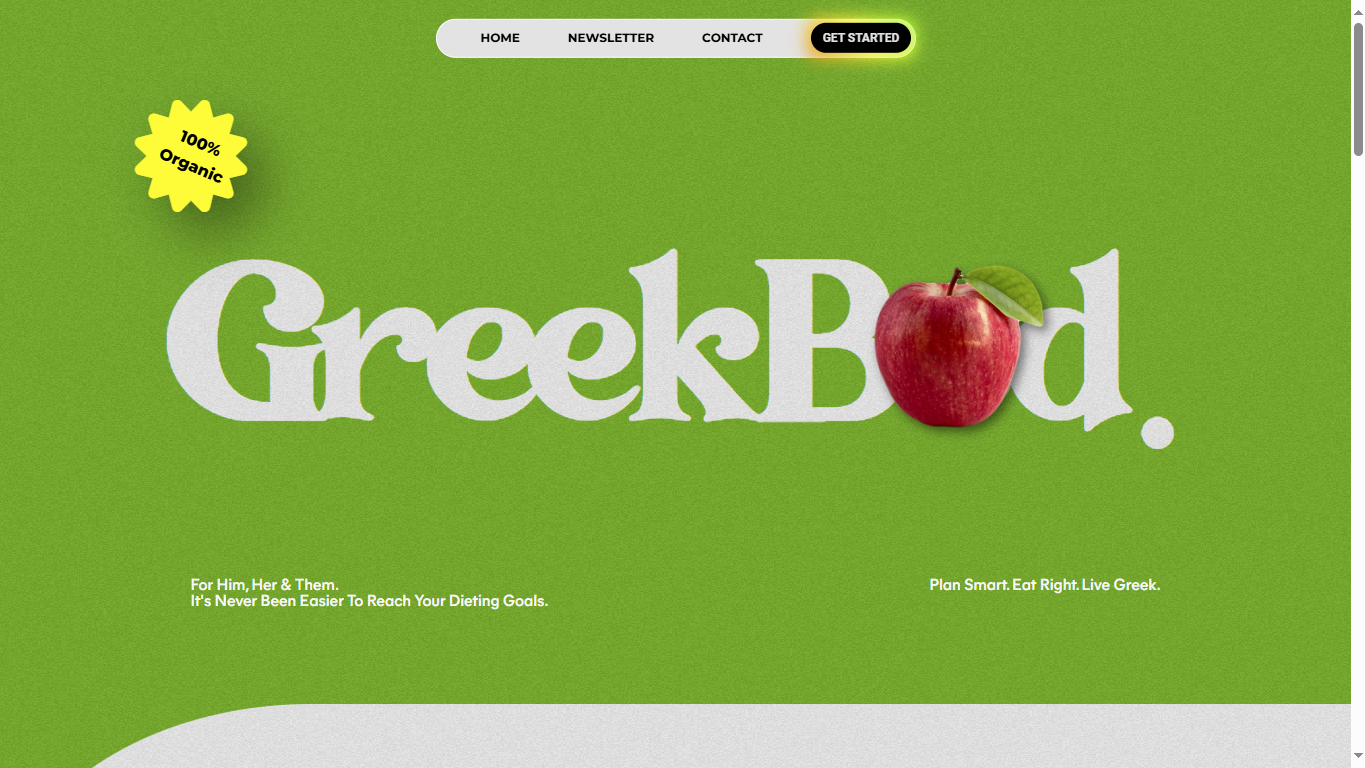 HOME NEWSLETTER CONTACT GET STARTED
100%
Organic
GreekBod.
For Him, Her & Them.
It's Never Been Easier To Reach Your Dieting Goals.
Plan Smart. Eat Right. Live Greek.